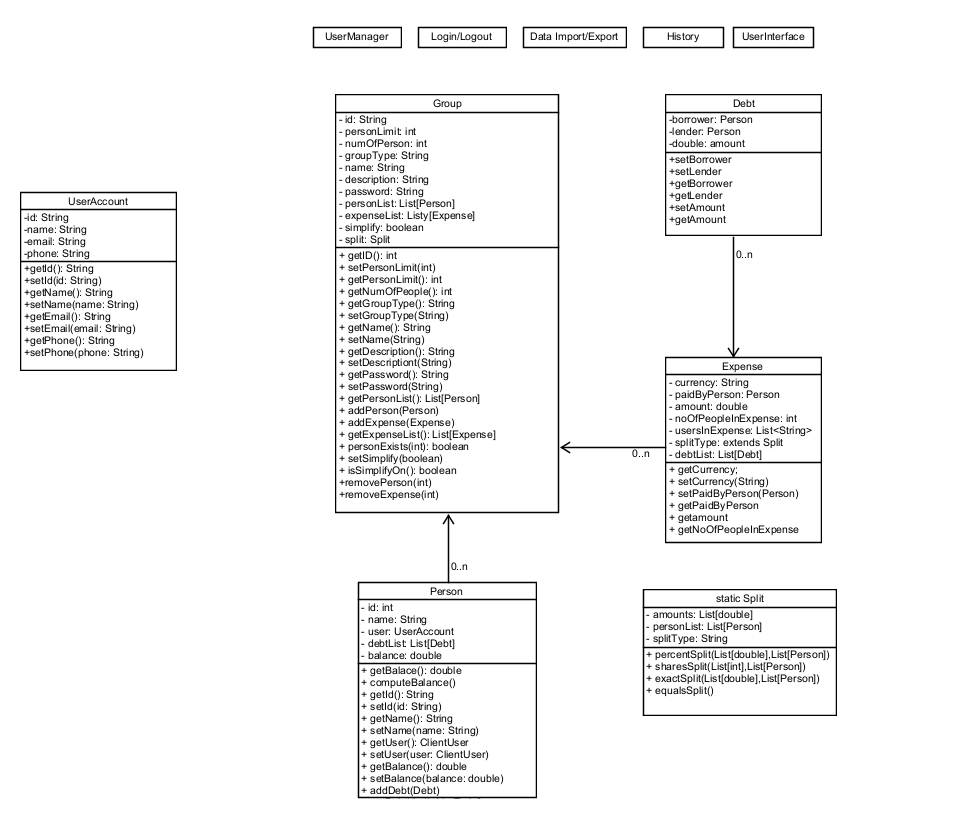 UserManager
Login/Logout
Data Import/Export
History
UserInterface
Group
- id: String
- personLimit: int
- numOfPerson: int
- groupType: String
- name: String
- description: String
- password: String
- personList: List[Person]
- expenseList: Listy[Expense]
- simplify: boolean
- split: Split
+ getID(): int
+ setPersonLimit(int)
+ getPersonLimit(): int
+ getNumOfPeople(): int
+ getGroupType(): String
+ setGroupType(String)
+ getName(): String
+ setName(String)
+ getDescription(): String
+ setDescriptiont(String)
+ getPassword(): String
+ setPassword(String)
+ getPersonList(): List[Person]
+ addPerson(Person)
+ addExpense(Expense)
+ getExpenseList(): List[Expense]
+ personExists(int): boolean
+ setSimplify(boolean)
+ isSimplifyOn(): boolean
+removePerson(int)
+removeExpense(int)
Debt
-borrower: Person
-lender: Person
-double: amount
+setBorrower
+setLender
+getBorrower
+getLender
+setAmount
+getAmount
0..n
UserAccount
-id: String
-name: String
-email: String
-phone: String
+getId(): String
+setId(id: String)
+getName(): String
+setName(name: String)
+getEmail(): String
+setEmail(email: String)
+getPhone(): String
+setPhone(phone: String)
Expense
- currency: String
- paidByPerson: Person
- amount: double
- noOfPeopleInExpense: int
- usersInExpense: List<String>
- splitType: extends Split
- debtList: List[Debt]
+ getCurrency;
+ setCurrency(String)
+ setPaidByPerson(Person)
+ getPaidByPerson
+ getamount
+ getNoOfPeopleInExpense
0..n
0..n
Person
- id: int
- name: String
- user: UserAccount
- debtList: List[Debt]
- balance: double
+ getBalace(): double
+ computeBalance()
+ getId(): String
+ setId(id: String)
+ getName(): String
+ setName(name: String)
+ getUser(): ClientUser
+ setUser(user: ClientUser)
+ getBalance(): double
+ setBalance(balance: double)
+ addDebt(Debt)
static Split
- amounts: List[double]
- personList: List[Person]
- splitType: String
+ percentSplit(List[double],List[Person])
+ sharesSplit(List[int],List[Person])
+ exactSplit(List[double],List[Person])
+ equalsSplit()